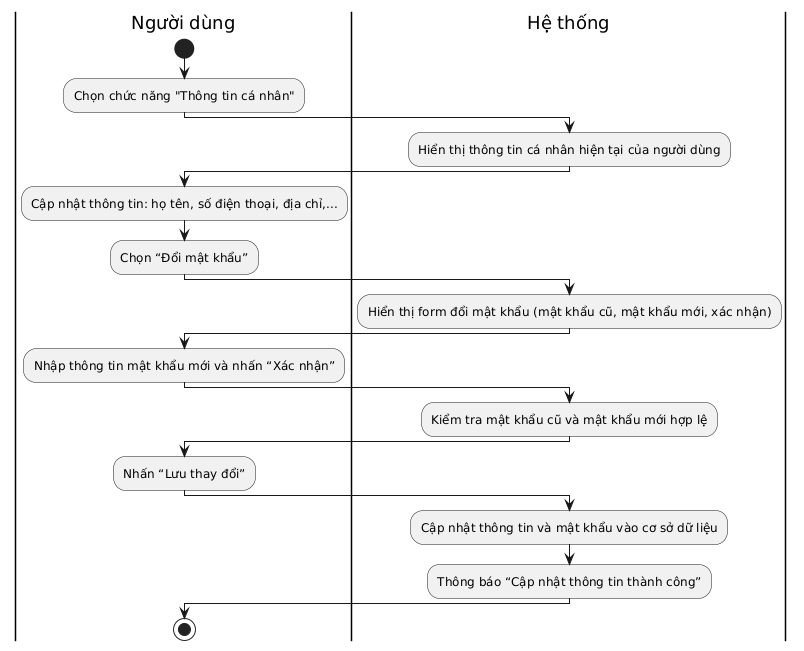 Người dùng
Hệ thống
Chọn chức năng "Thông tin cá nhân"
Hiển thị thông tin cá nhân hiện tại của người dùng
Cập nhật thông tin: họ tên, số điện thoại, địa chỉ,...
Chọn “Đổi mật khẩu”
Hiển thị form đổi mật khẩu (mật khẩu cũ, mật khẩu mới, xác nhận)
Nhập thông tin mật khẩu mới và nhấn “Xác nhận”
Kiểm tra mật khẩu cũ và mật khẩu mới hợp lệ
Nhấn “Lưu thay đổi”
Cập nhật thông tin và mật khẩu vào cơ sở dữ liệu
Thông báo “Cập nhật thông tin thành công”